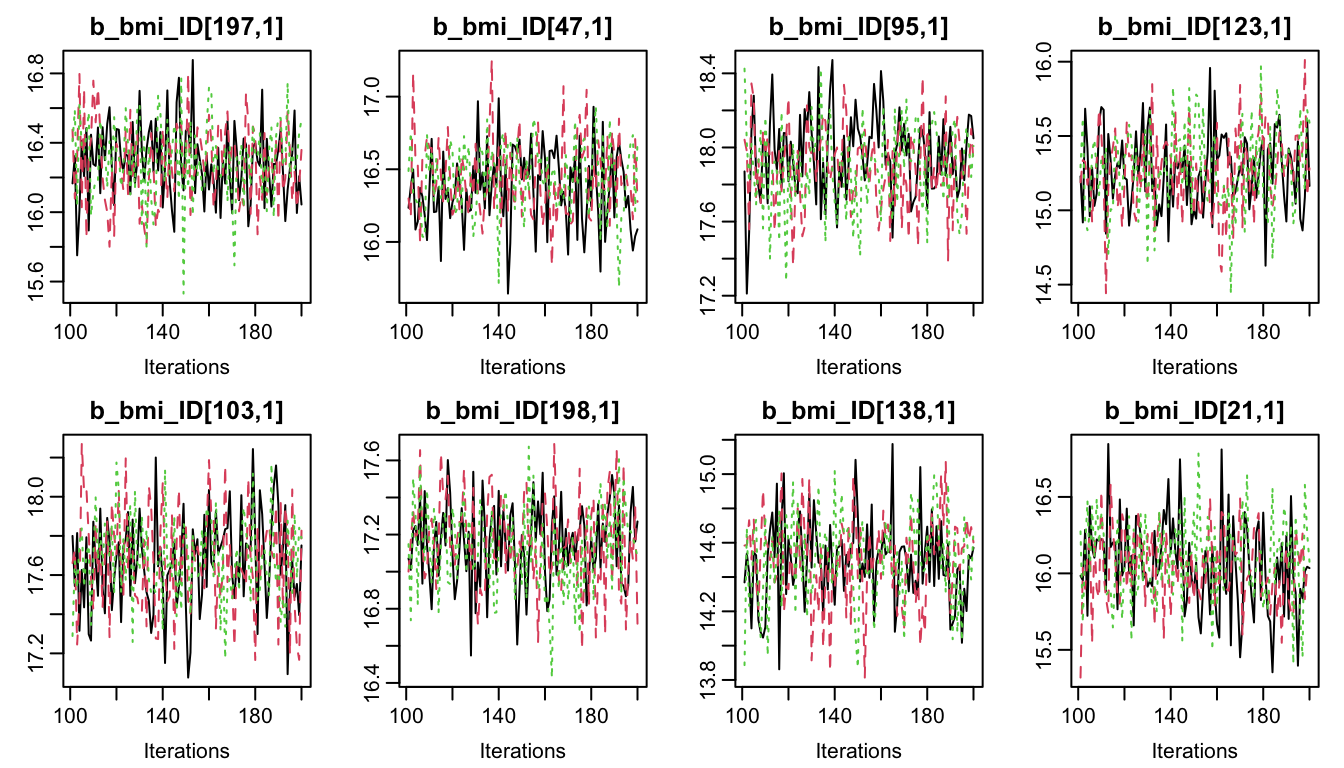 b_bmi_ID[197,1] b_bmi_ID[47,1] b_bmi_ID[95,1] b_bmi_ID[123,1]
15.6 16.0 16.4 16.8
16.0 16.5 17.0
17.2 17.6 18.0 18.4
14.5 15.0 15.5 16.0
100 140 180 100 140 180 100 140 180 100 140 180
Iterations Iterations Iterations Iterations
b_bmi_ID[103,1] b_bmi_ID[198,1] b_bmi_ID[138,1] b_bmi_ID[21,1]
17.2 17.6 18.0
16.4 16.8 17.2 17.6
13.8 14.2 14.6 15.0
15.5 16.0 16.5
100 140 180 100 140 180 100 140 180 100 140 180
Iterations Iterations Iterations Iterations